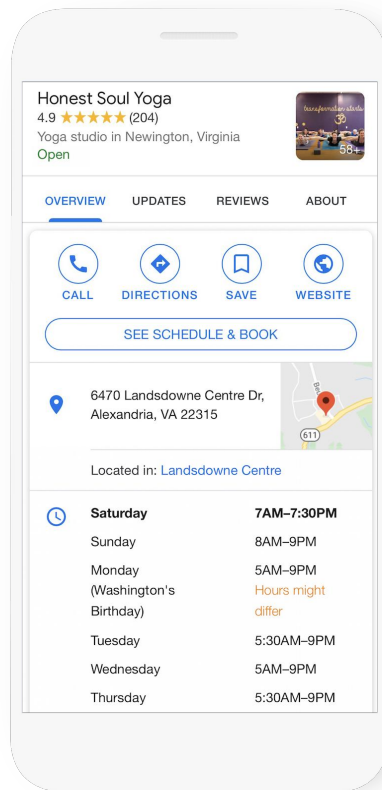 Honest Soul Yoga
4.9 ★★★★★ (204)
Yoga studio in Newington, Virginia
Open
transformation starts
58+
OVERVIEW UPDATES REVIEWS ABOUT
CALL DIRECTIONS SAVE WEBSITE
SEE SCHEDULE & BOOK
6470 Landsdowne Centre Dr,
Alexandria, VA 22315
611
Located in: Landsdowne Centre
Saturday 7AM–7:30PM
Sunday 8AM–9PM
Monday 5AM–9PM
(Washington's Hours might
Birthday) differ
Tuesday 5:30AM–9PM
Wednesday 5AM–9PM
Thursday 5:30AM–9PM